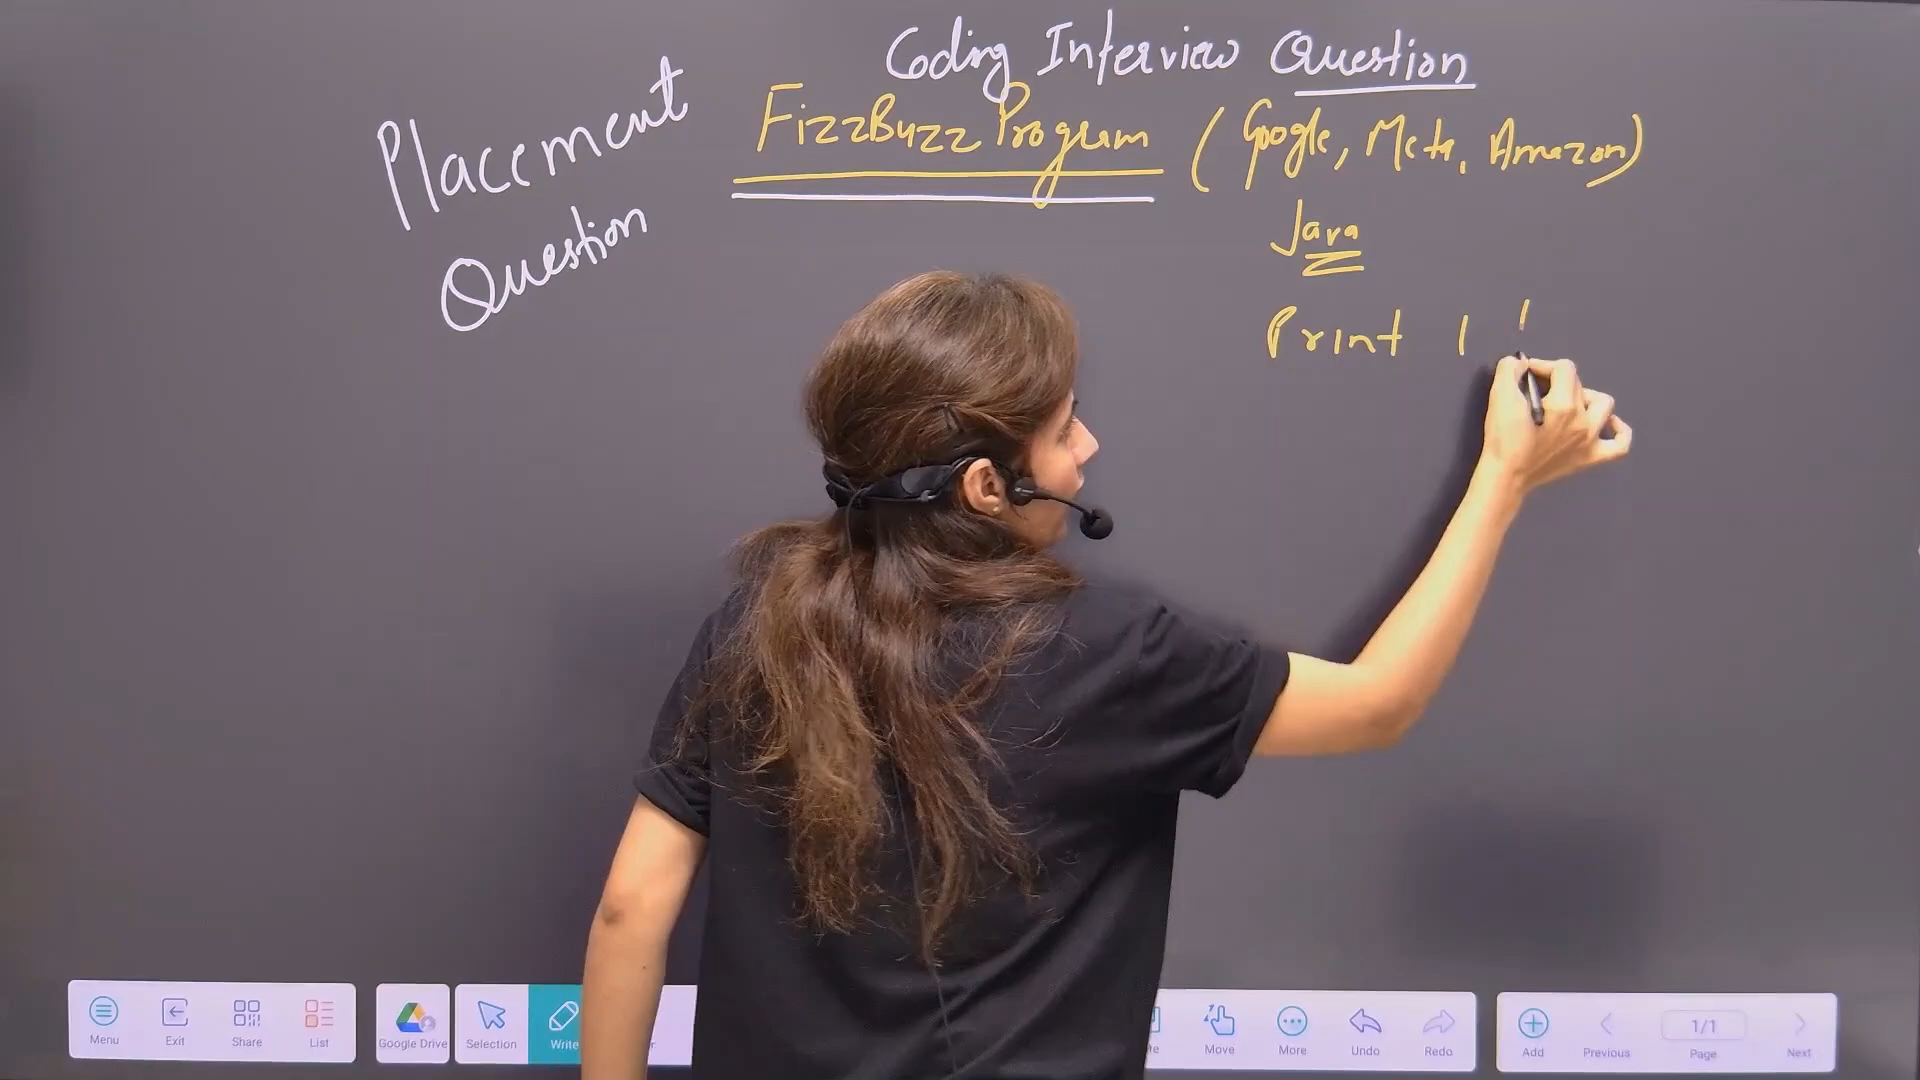 Coding Interview Question
Placement
Question
FizzBuzz Program (Google, Meta, Amazon)
Java
Print 1
Menu
Exit
Share
List
Google Drive
Selection
Write
Move
More
Undo
Redo
Add
Previous
1/1
Page
Next